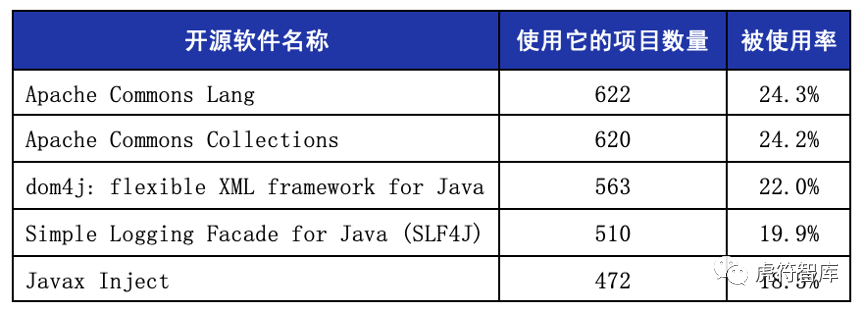 开源软件名称 使用它的项目数量 被使用率
Apache Commons Lang 622 24.3%
Apache Commons Collections 620 24.2%
dom4j: flexible XML framework for Java 563 22.0%
Simple Logging Facade for Java (SLF4J) 510 19.9%
Javax Inject 472 18.5%
虎符智库